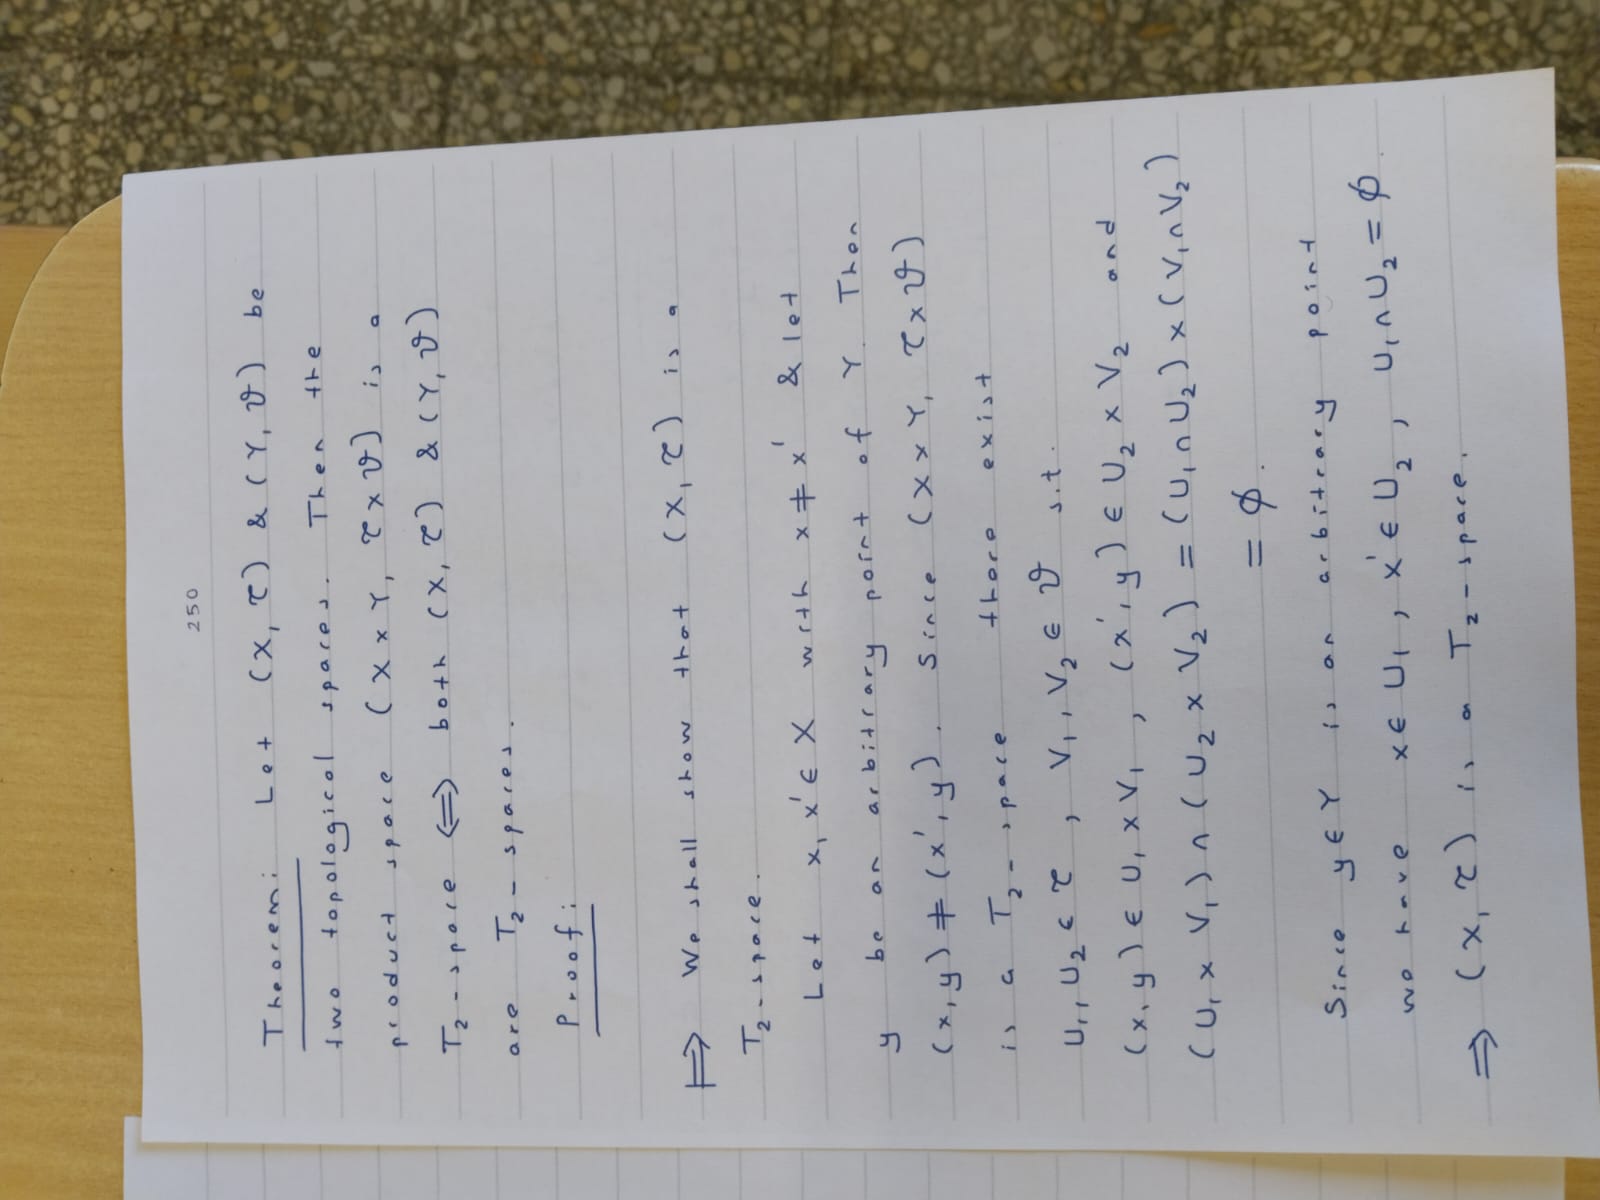 250
Theorem: Let (X, τ) & (Y, ϑ) be
two topological spaces. Then the
product space (X x Y, τ x ϑ) is a
T₂-space ⟺ both (X, τ) & (Y, ϑ)
are T₂-spaces.
Proof:
⟹ We shall show that (X, τ) is a
T₂-space.
Let x, x' ∈ X with x ≠ x' & let
y be an arbitrary point of Y. Then
(x, y) ≠ (x', y). Since (X x Y, τ x ϑ)
is a T₂-space there exist
U₁, U₂ ∈ τ, V₁, V₂ ∈ ϑ s.t.
(x, y) ∈ U₁ x V₁, (x', y) ∈ U₂ x V₂ and
(U₁ x V₁) ∩ (U₂ x V₂) = (U₁ ∩ U₂) x (V₁ ∩ V₂)
= φ.
Since y ∈ Y is an arbitrary point
we have x ∈ U₁, x' ∈ U₂, U₁ ∩ U₂ = φ.
⟹ (X, τ) is a T₂-space.